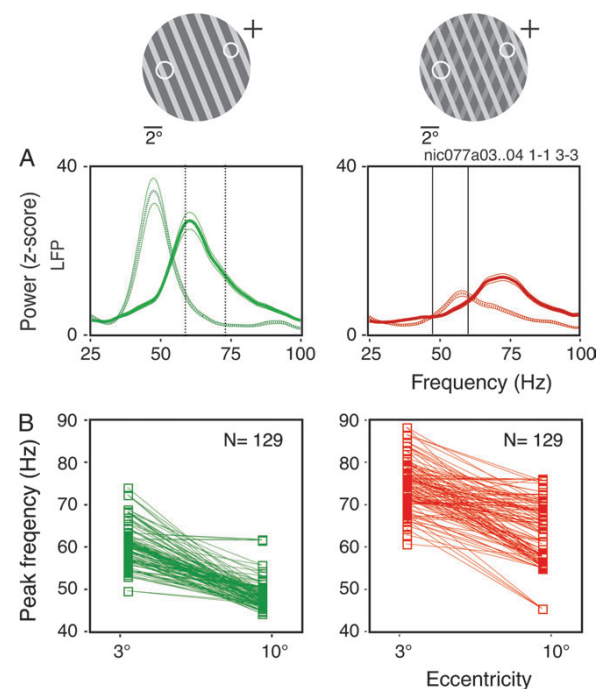 2° 2°
A
nic077a03..04 1-1 3-3
Power (z-score)
LFP
40
0
25 50 75 100
40
0
25 50 75 100
Frequency (Hz)
B
Peak freqency (Hz)
90
80
70
60
50
40
N= 129
3° 10°
90
80
70
60
50
40
N= 129
3° 10°
Eccentricity